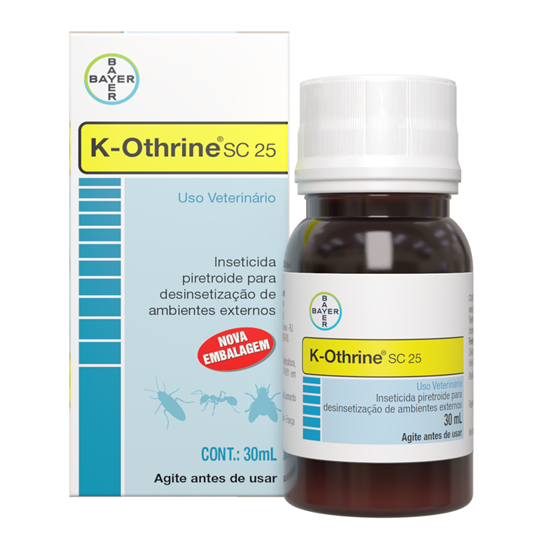 BAYER
BAYER
K-Othrine® SC 25
Uso Veterinário
Inseticida
piretroide para
desinsetização de
ambientes externos
NOVA
EMBALAGEM
CONT.: 30mL
Agite antes de usar
BAYER
BAYER
K-Othrine® SC 25
Uso Veterinário
Inseticida piretroide para
desinsetização de ambientes externos
30 mL
Agite antes de usar